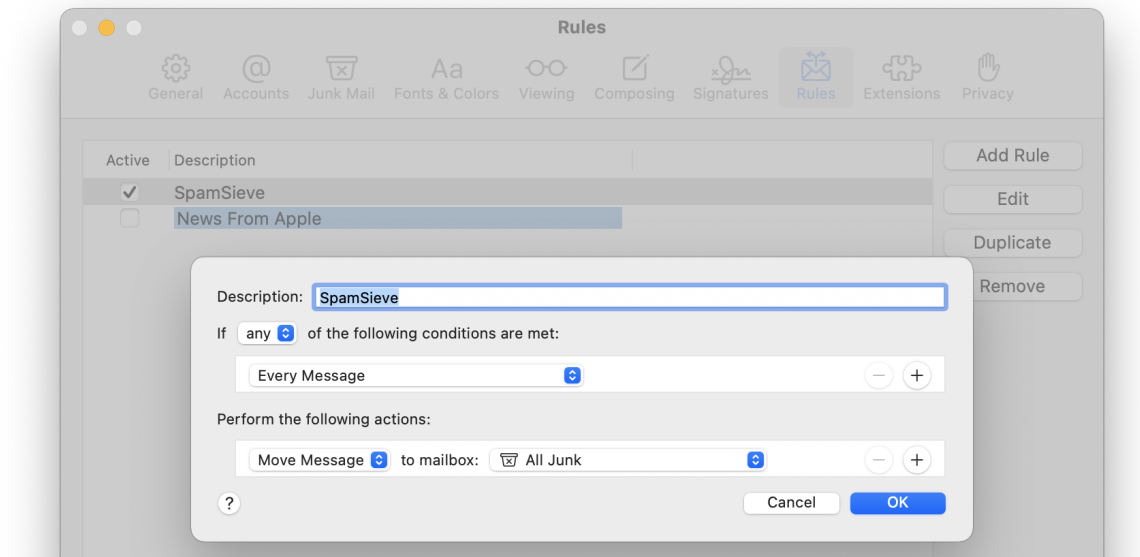 Rules
General Accounts Junk Mail Fonts & Colors Viewing Composing Signatures Rules Extensions Privacy
Active Description
Add Rule
SpamSieve
Edit
News From Apple
Duplicate
Remove
Description: SpamSieve
If any of the following conditions are met:
Every Message
Perform the following actions:
Move Message to mailbox: All Junk
? Cancel OK